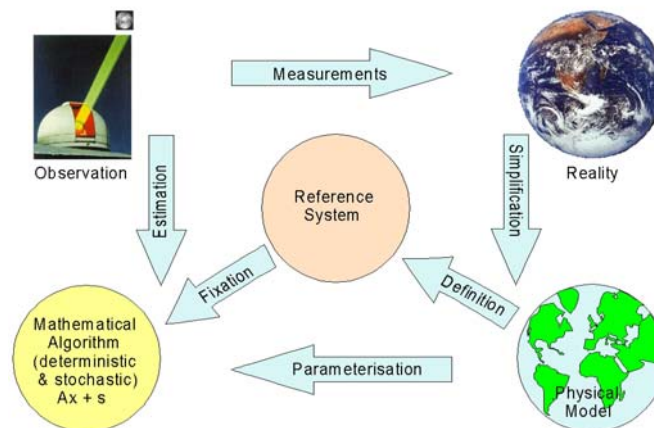 Measurements
Observation
Reality
Estimation
Simplification
Reference
System
Fixation
Definition
Mathematical
Algorithm
(deterministic
& stochastic)
Ax + s
Parameterisation
Physical
Model